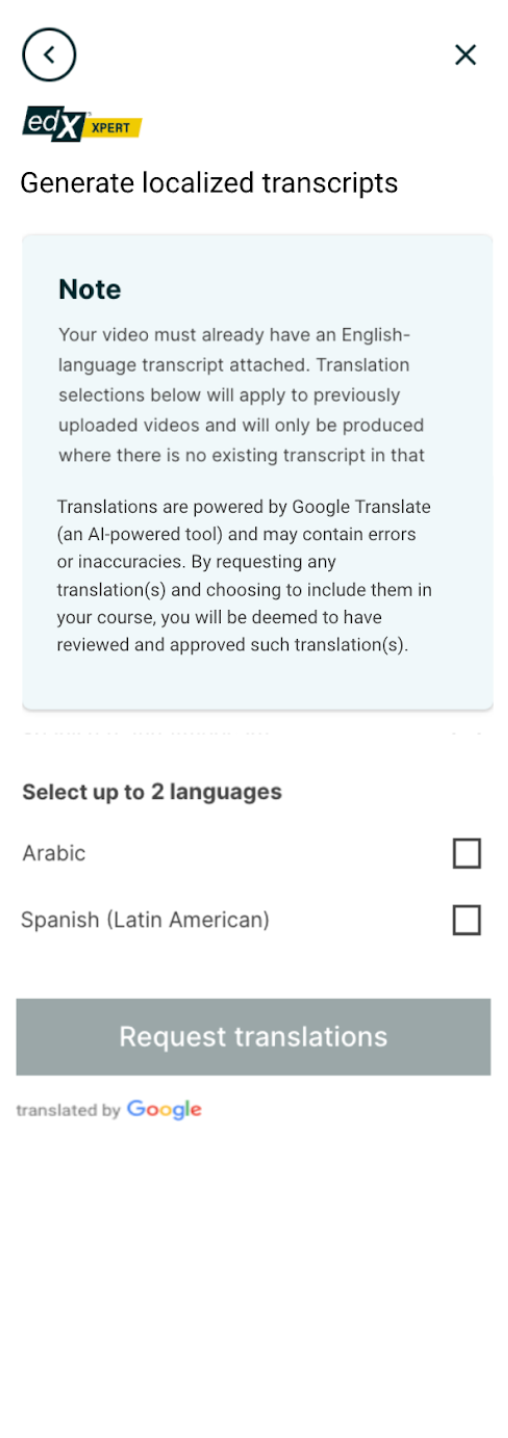 edX XPERT
Generate localized transcripts
Note
Your video must already have an English-
language transcript attached. Translation
selections below will apply to previously
uploaded videos and will only be produced
where there is no existing transcript in that
Translations are powered by Google Translate
(an AI-powered tool) and may contain errors
or inaccuracies. By requesting any
translation(s) and choosing to include them in
your course, you will be deemed to have
reviewed and approved such translation(s).
Select up to 2 languages
Arabic
Spanish (Latin American)
Request translations
translated by Google